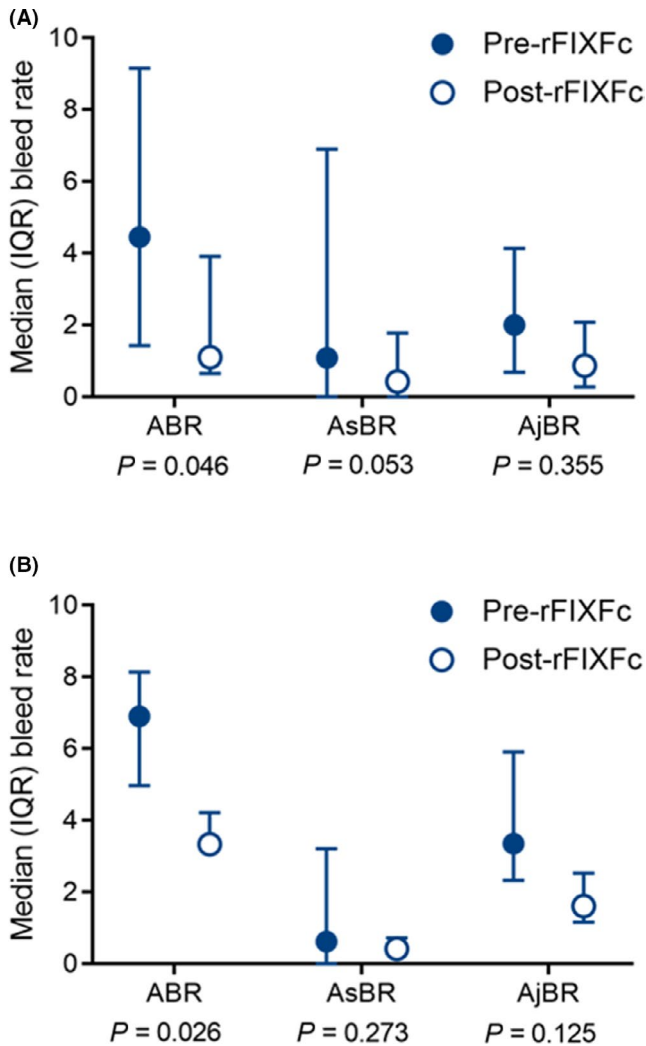 (A)
10
8
6
4
2
0
Median (IQR) bleed rate
Pre-rFIXFc
Post-rFIXFc
ABR AsBR AjBR
P = 0.046 P = 0.053 P = 0.355
(B)
10
8
6
4
2
0
Median (IQR) bleed rate
Pre-rFIXFc
Post-rFIXFc
ABR AsBR AjBR
P = 0.026 P = 0.273 P = 0.125